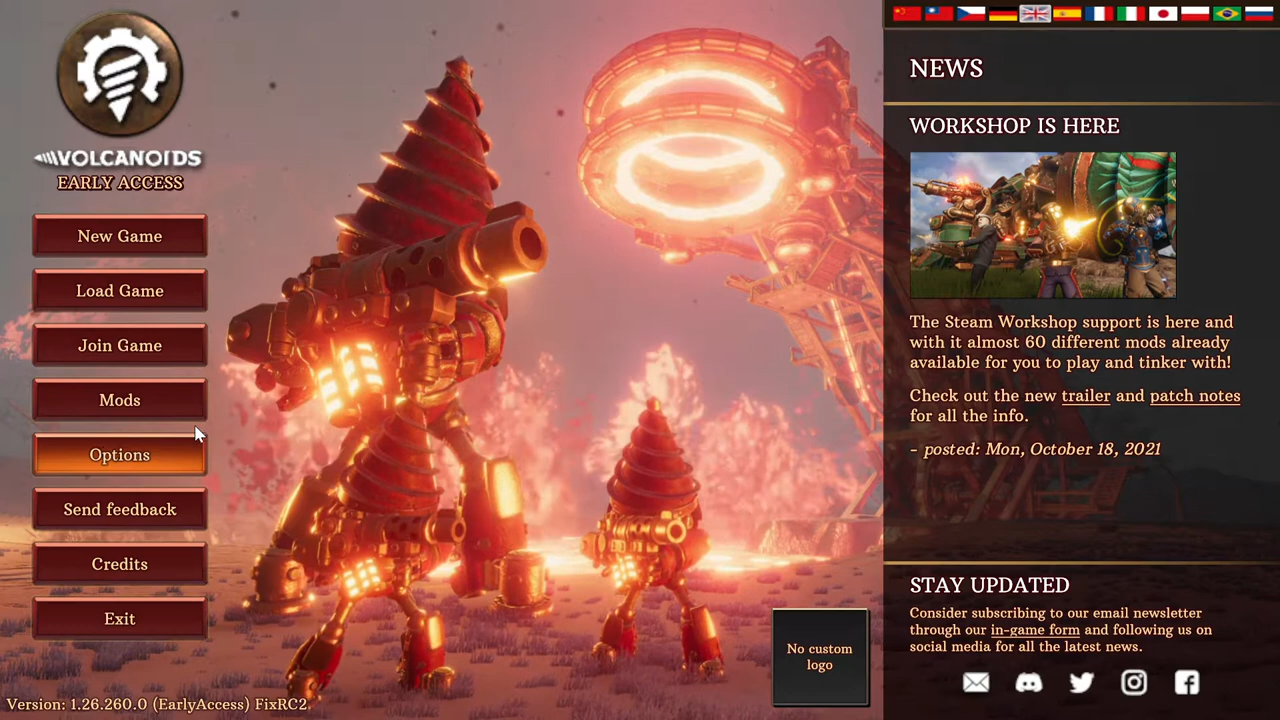 VOLCANOIDS
EARLY ACCESS
New Game
Load Game
Join Game
Mods
Options
Send feedback
Credits
Exit
Version: 1.26.260.0 (EarlyAccess) FixRC2
No custom
logo
NEWS
WORKSHOP IS HERE
The Steam Workshop support is here and
with it almost 60 different mods already
available for you to play and tinker with!
Check out the new trailer and patch notes
for all the info.
- posted: Mon, October 18, 2021
STAY UPDATED
Consider subscribing to our email newsletter
through our in-game form and following us on
social media for all the latest news.